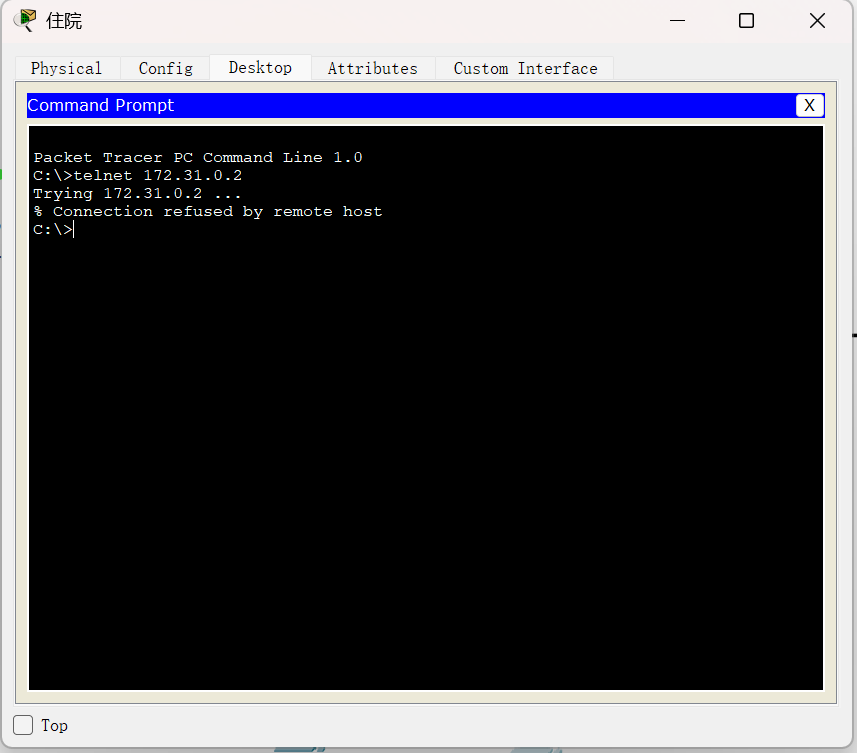 住院
Physical Config Desktop Attributes Custom Interface
Command Prompt X
Packet Tracer PC Command Line 1.0
C:\>telnet 172.31.0.2
Trying 172.31.0.2 ...
% Connection refused by remote host
C:\>
Top